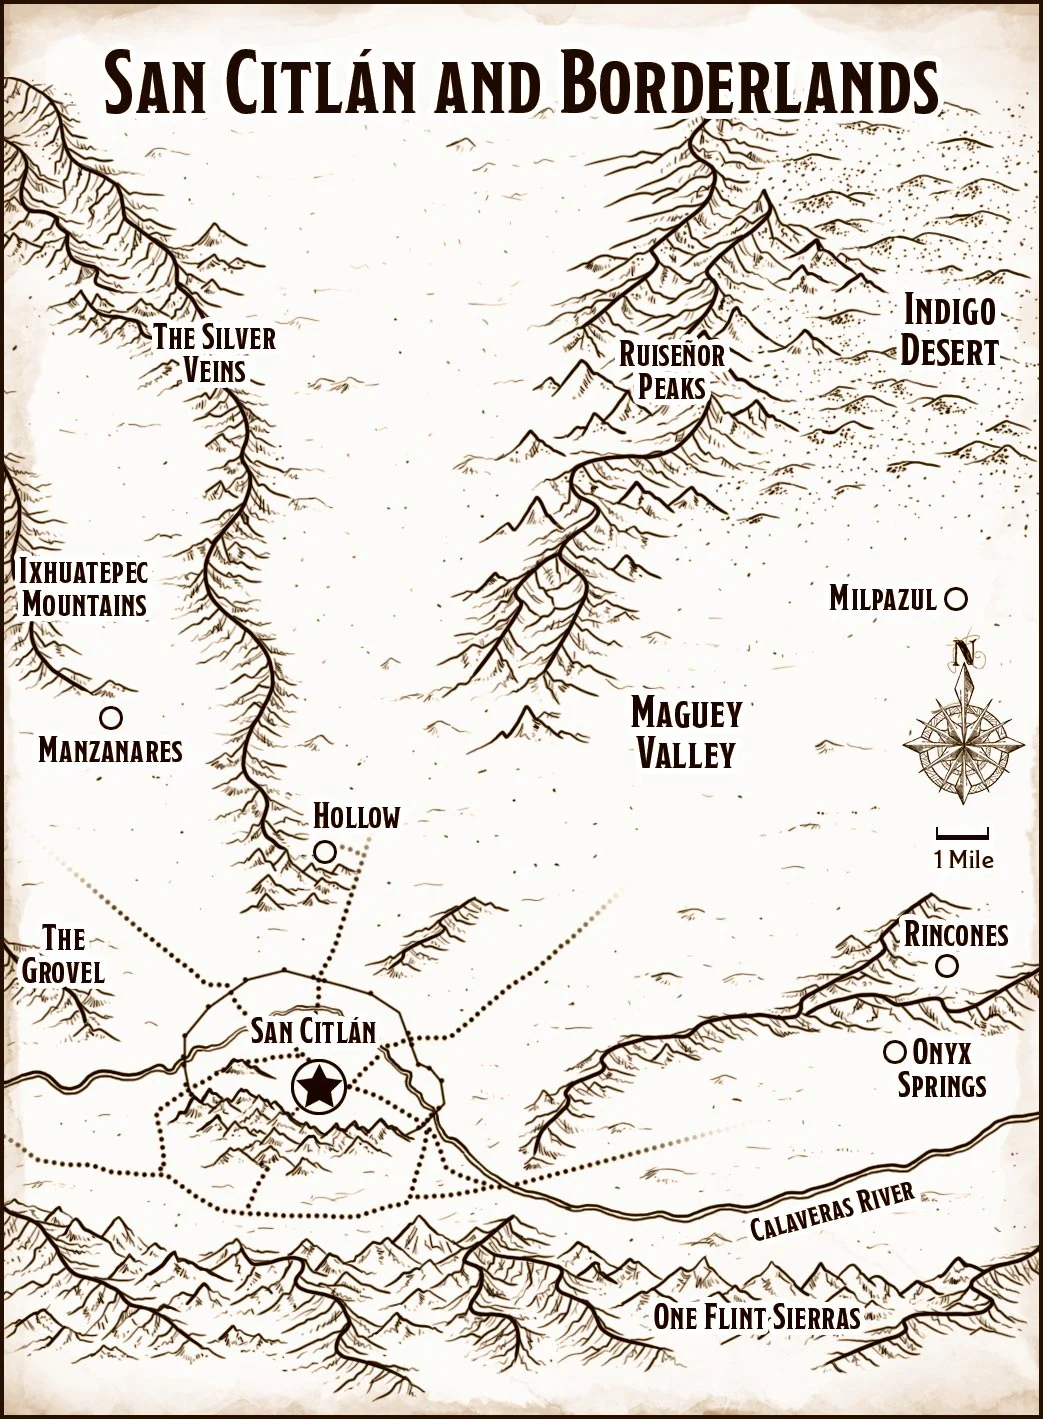 San Citlán and Borderlands
The Silver
Veins
Ruiseñor
Peaks
Indigo
Desert
Ixhuatepec
Mountains
Milpazul
N
Manzanares
Maguey
Valley
Hollow
1 Mile
The
Grovel
Rincones
San Citlán
Onyx
Springs
Calaveras River
One Flint Sierras